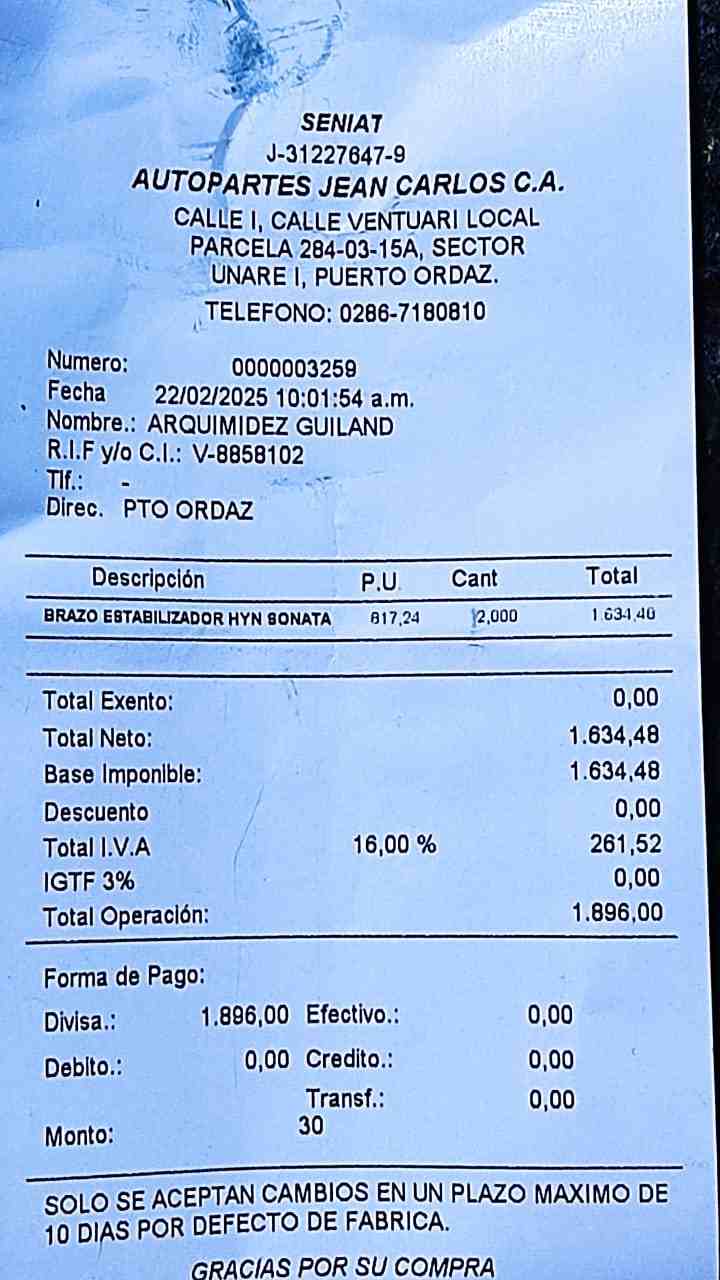 SENIAT
J-31227647-9
AUTOPARTES JEAN CARLOS C.A.
CALLE I, CALLE VENTUARI LOCAL
PARCELA 284-03-15A, SECTOR
UNARE I, PUERTO ORDAZ.
TELEFONO: 0286-7180810
Numero: 0000003259
Fecha 22/02/2025 10:01:54 a.m.
Nombre.: ARQUIMIDEZ GUILAND
R.I.F y/o C.I.: V-8858102
Tlf.: -
Direc. PTO ORDAZ
Descripción P.U. Cant Total
BRAZO ESTABILIZADOR HYN SONATA 817,24 2,000 1.634,48
Total Exento: 0,00
Total Neto: 1.634,48
Base Imponible: 1.634,48
Descuento 0,00
Total I.V.A 16,00 % 261,52
IGTF 3% 0,00
Total Operación: 1.896,00
Forma de Pago:
Divisa.: 1.896,00 Efectivo.: 0,00
Debito.: 0,00 Credito.: 0,00
Transf.: 0,00
Monto: 30
SOLO SE ACEPTAN CAMBIOS EN UN PLAZO MAXIMO DE
10 DIAS POR DEFECTO DE FABRICA.
GRACIAS POR SU COMPRA